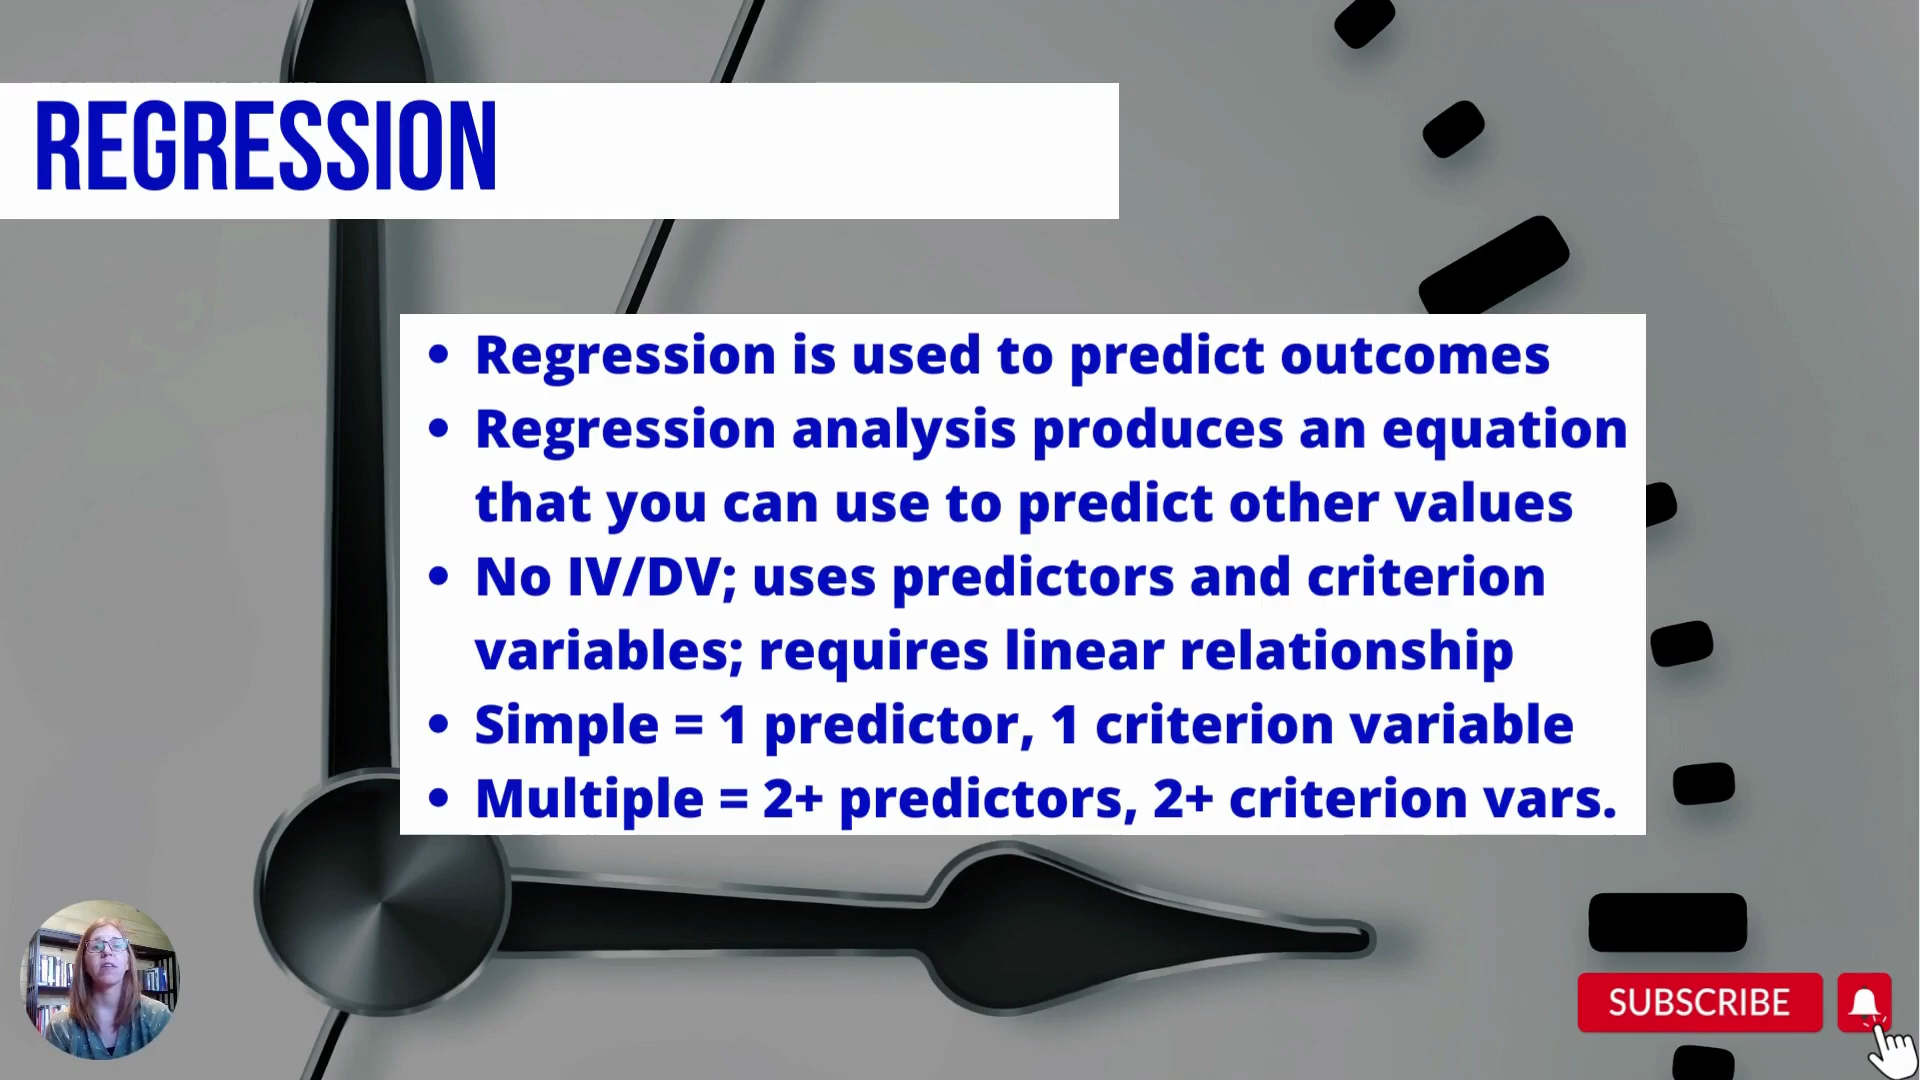 REGRESSION
• Regression is used to predict outcomes
• Regression analysis produces an equation
that you can use to predict other values
• No IV/DV; uses predictors and criterion
variables; requires linear relationship
• Simple = 1 predictor, 1 criterion variable
• Multiple = 2+ predictors, 2+ criterion vars.
SUBSCRIBE